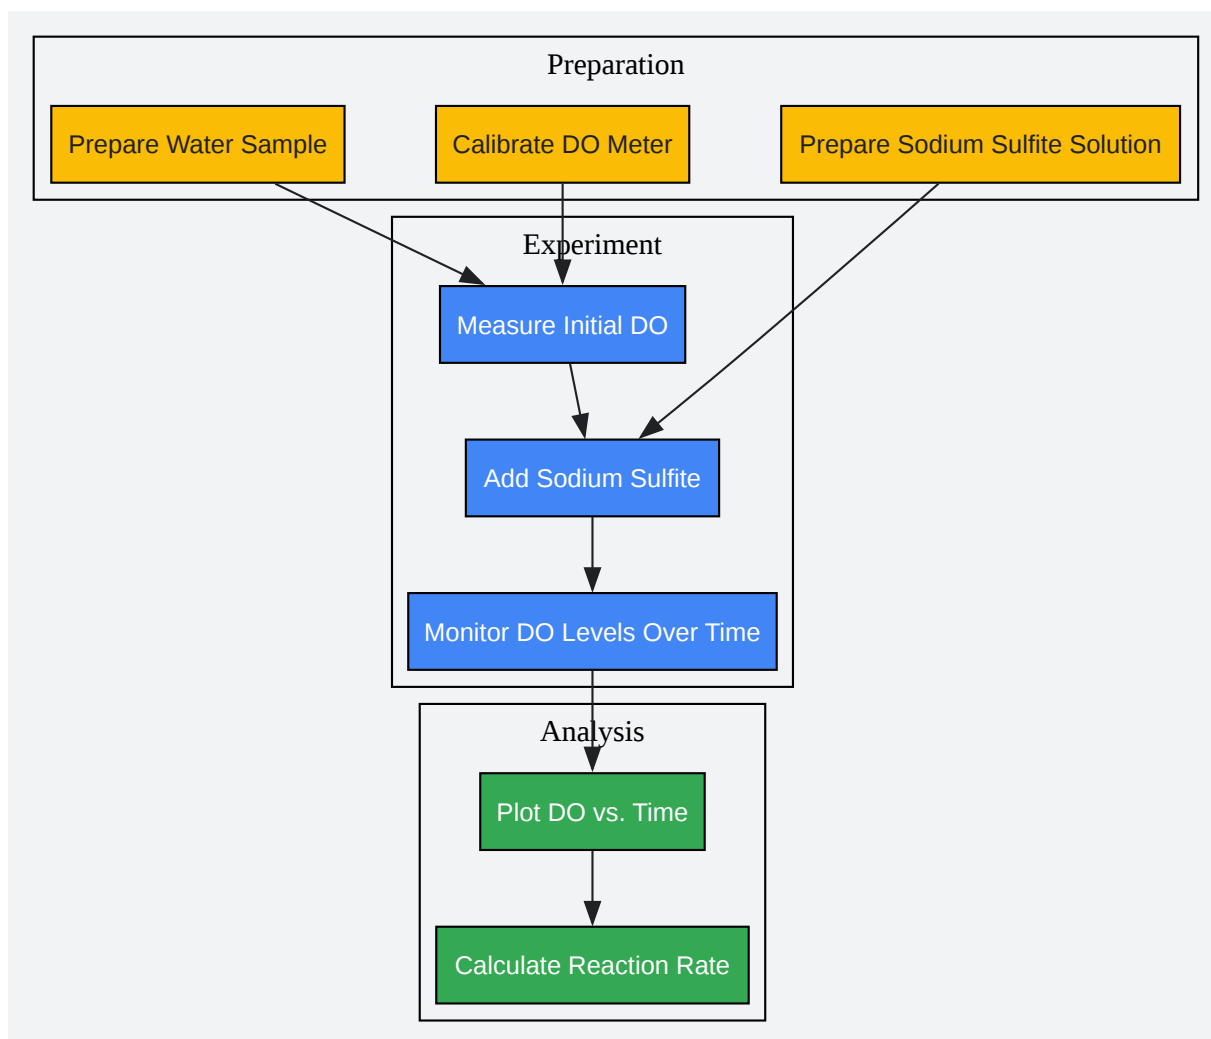 Preparation
Prepare Water Sample
Calibrate DO Meter
Prepare Sodium Sulfite Solution
Experiment
Measure Initial DO
Add Sodium Sulfite
Monitor DO Levels Over Time
Analysis
Plot DO vs. Time
Calculate Reaction Rate